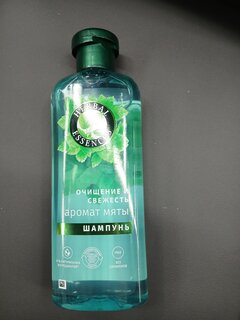 HERBAL
ESSENCES
ОЧИЩЕНИЕ И
СВЕЖЕСТЬ
аромат мяты
ШАМПУНЬ